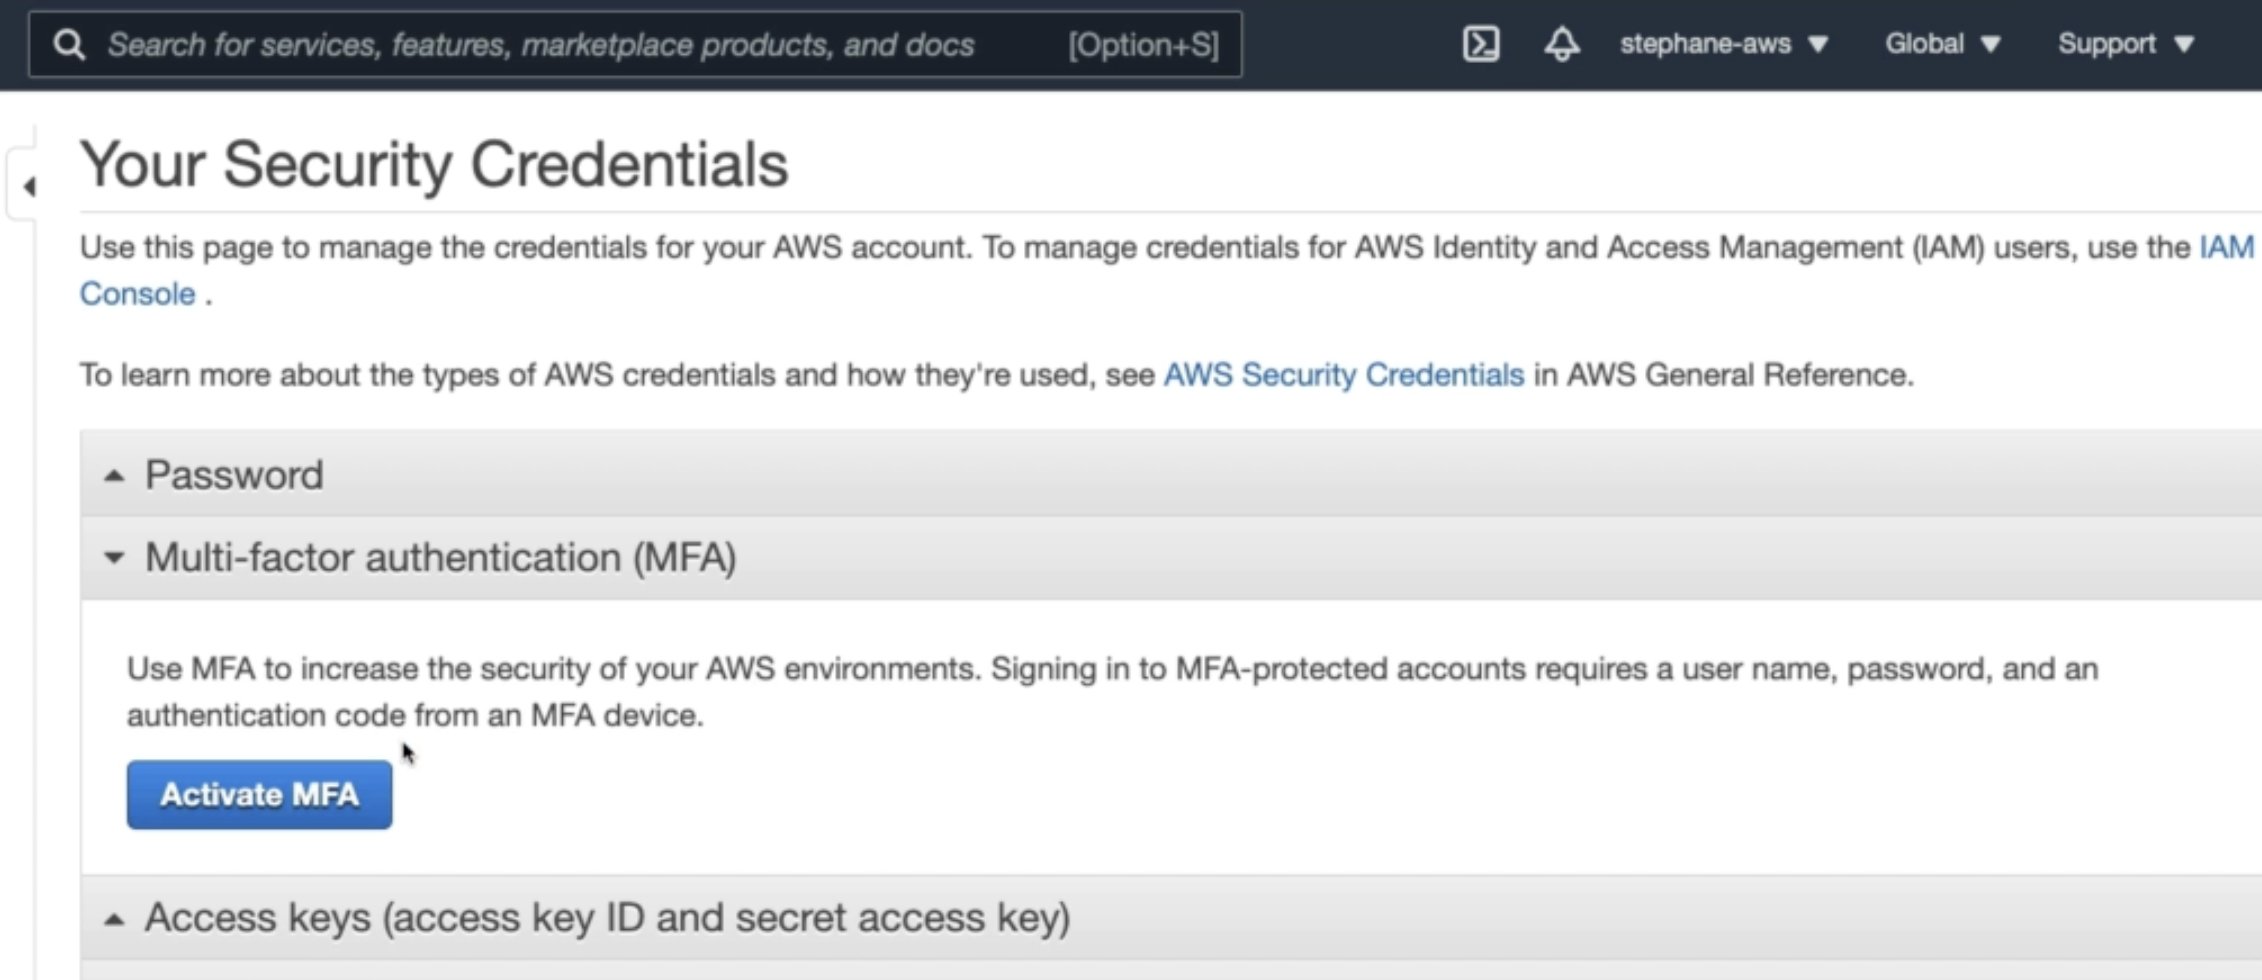 Search for services, features, marketplace products, and docs [Option+S] stephane-aws Global Support
Your Security Credentials
Use this page to manage the credentials for your AWS account. To manage credentials for AWS Identity and Access Management (IAM) users, use the IAM
Console .
To learn more about the types of AWS credentials and how they're used, see AWS Security Credentials in AWS General Reference.
Password
Multi-factor authentication (MFA)
Use MFA to increase the security of your AWS environments. Signing in to MFA-protected accounts requires a user name, password, and an
authentication code from an MFA device.
Activate MFA
Access keys (access key ID and secret access key)